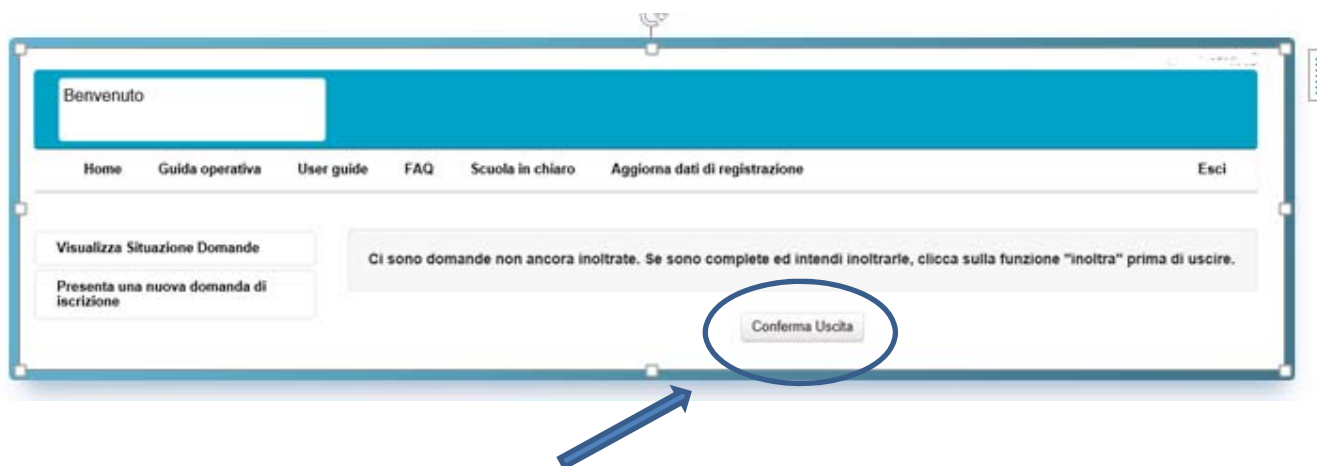 Benvenuto
Home Guida operativa User guide FAQ Scuola in chiaro Aggiorna dati di registrazione Esci
Visualizza Situazione Domande
Ci sono domande non ancora inoltrate. Se sono complete ed intendi inoltrarle, clicca sulla funzione "inoltra" prima di uscire.
Presenta una nuova domanda di
iscrizione
Conferma Uscita